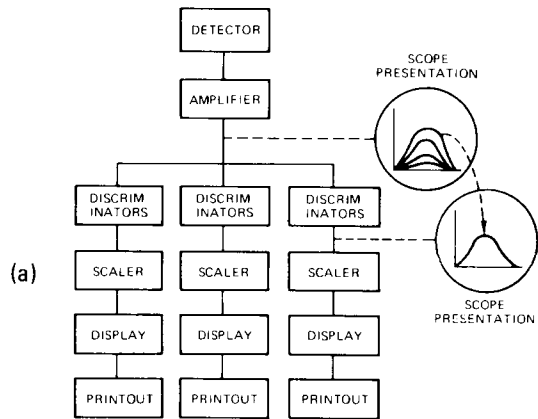 DETECTOR
AMPLIFIER
SCOPE
PRESENTATION
DISCRIM
INATORS
DISCRIM
INATORS
DISCRIM
INATORS
(a)
SCALER
SCALER
SCALER
SCOPE
PRESENTATION
DISPLAY
DISPLAY
DISPLAY
PRINTOUT
PRINTOUT
PRINTOUT